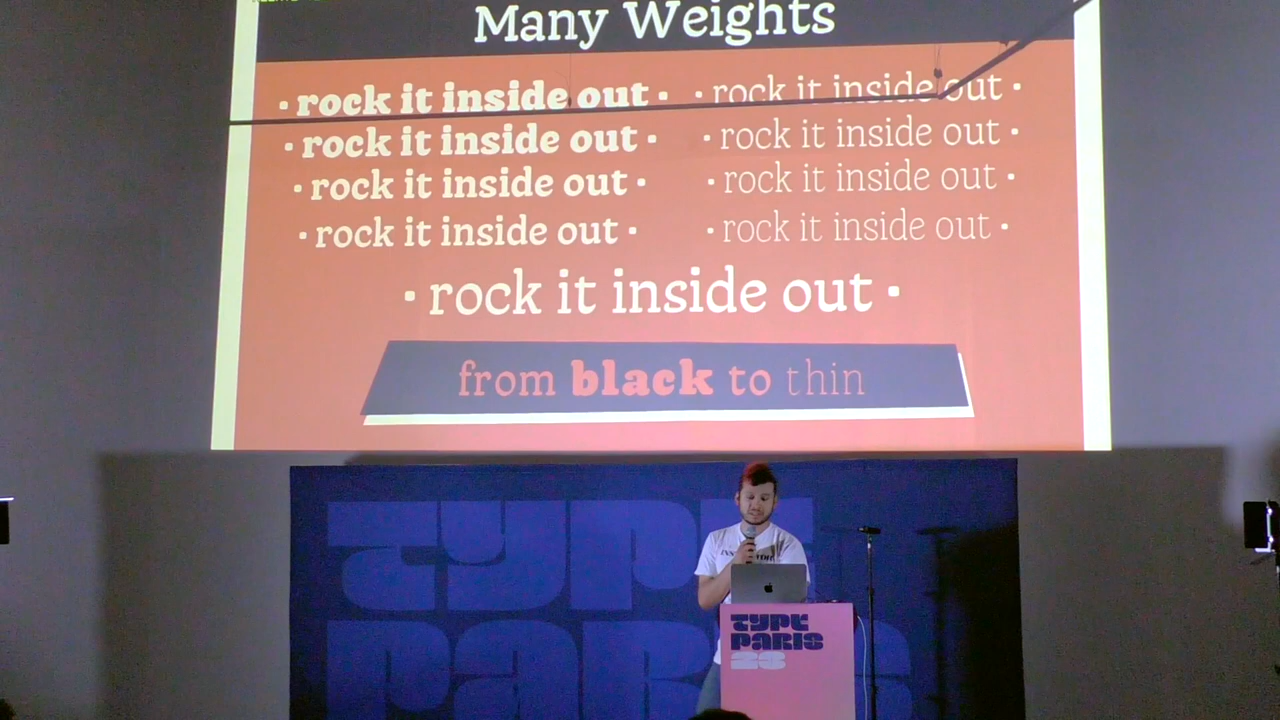 Many Weights
· rock it inside out · · rock it inside out ·
· rock it inside out · · rock it inside out ·
· rock it inside out · · rock it inside out ·
· rock it inside out · · rock it inside out ·
· rock it inside out ·
from black to thin
TYPE
PARIS
TYPE
PARIS